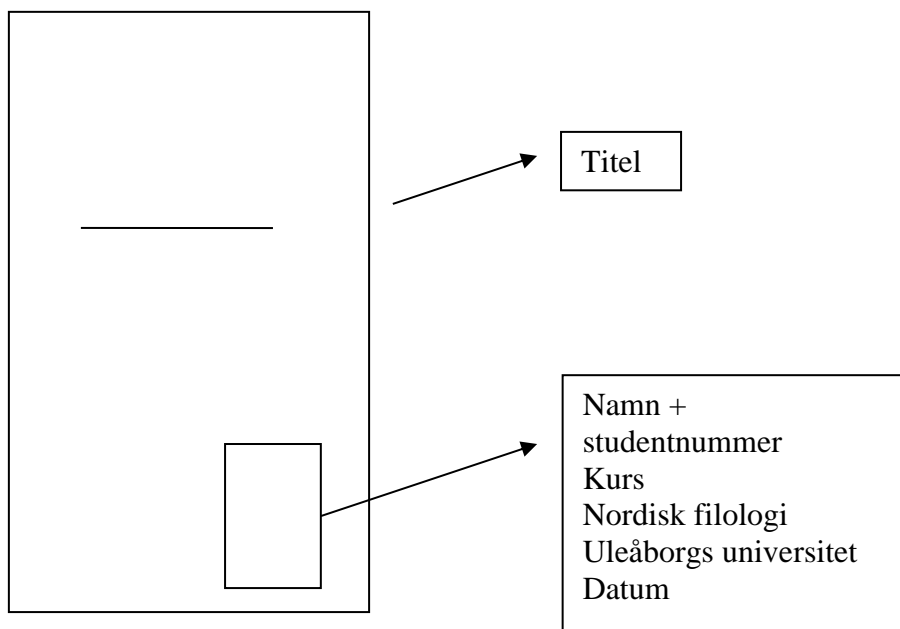 Titel
Namn +
studentnummer
Kurs
Nordisk filologi
Uleåborgs universitet
Datum